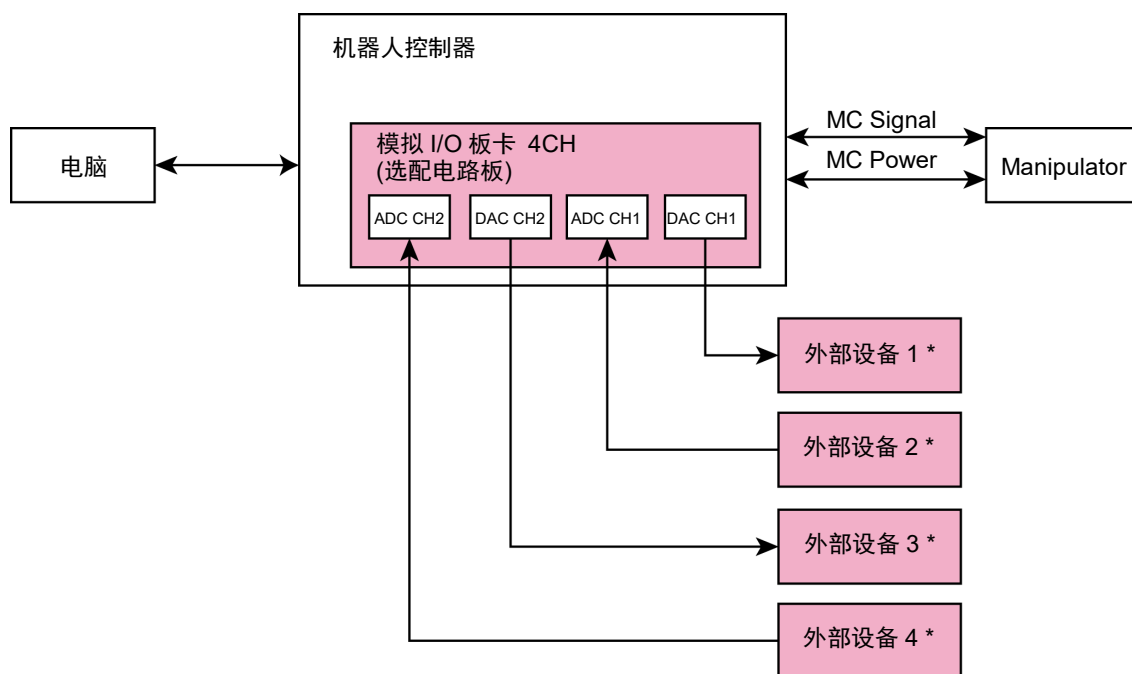 机器人控制器
模拟 I/O 板卡 4CH
(选配电路板)
ADC CH2
DAC CH2
ADC CH1
DAC CH1
电脑
MC Signal
MC Power
Manipulator
外部设备 1 *
外部设备 2 *
外部设备 3 *
外部设备 4 *